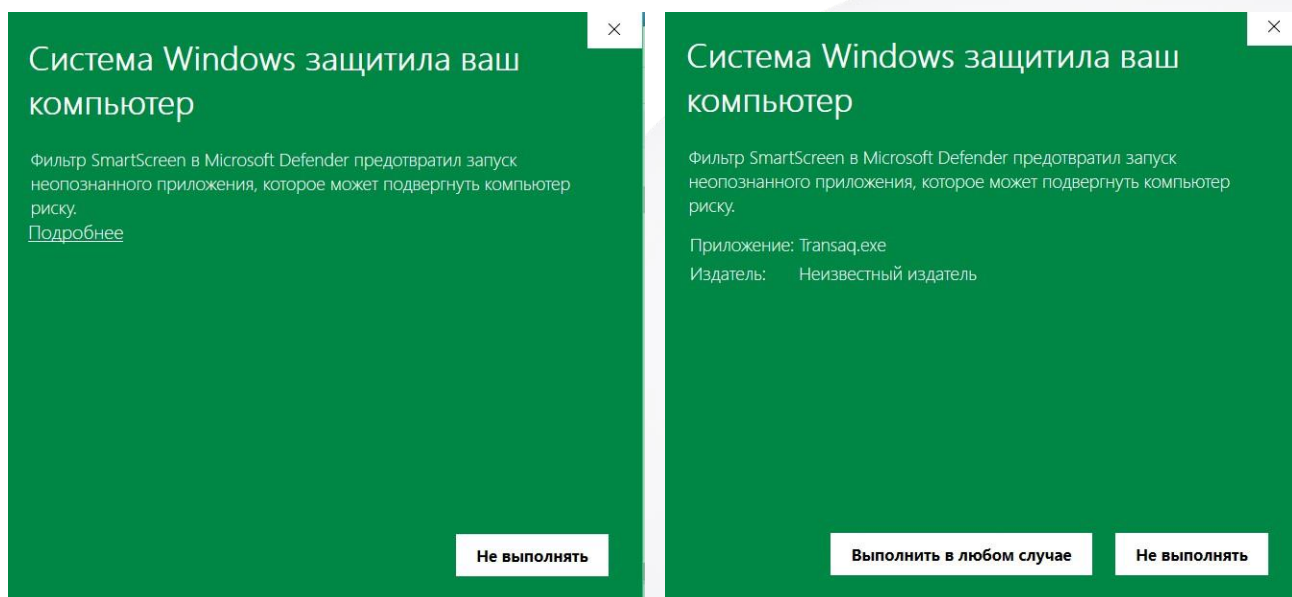 Система Windows защитила ваш
компьютер
Фильтр SmartScreen в Microsoft Defender предотвратил запуск
неопознанного приложения, которое может подвергнуть компьютер
риску.
Подробнее
Не выполнять
Система Windows защитила ваш
компьютер
Фильтр SmartScreen в Microsoft Defender предотвратил запуск
неопознанного приложения, которое может подвергнуть компьютер
риску.
Приложение: Transaq.exe
Издатель: Неизвестный издатель
Выполнить в любом случае Не выполнять